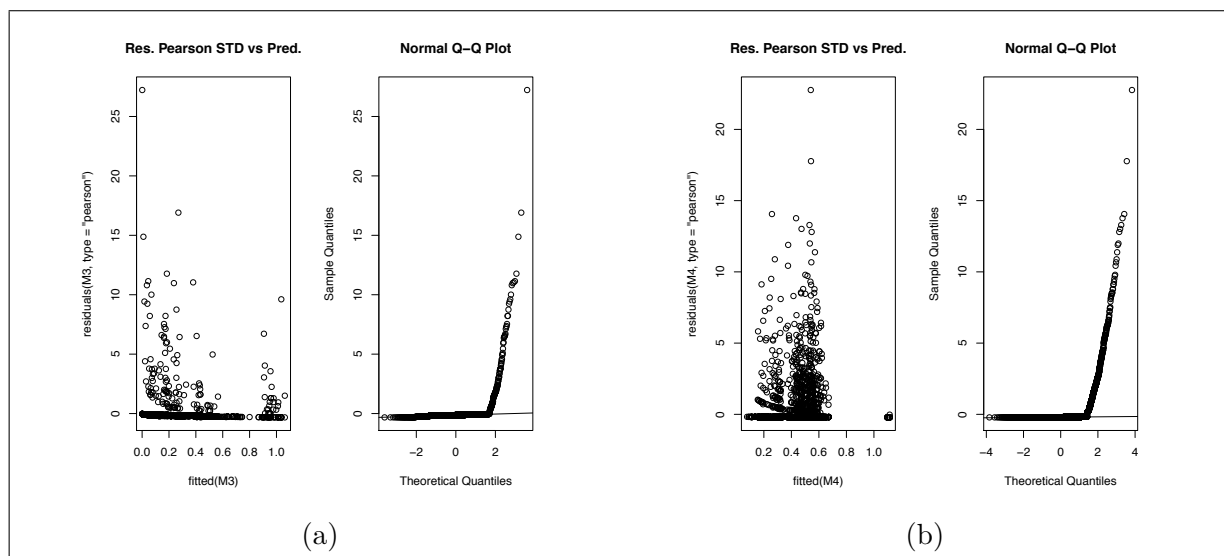 Res. Pearson STD vs Pred.
residuals(M3, type = "pearson")
25
20
15
10
5
0
0.0 0.2 0.4 0.6 0.8 1.0
fitted(M3)
Normal Q−Q Plot
Sample Quantiles
25
20
15
10
5
0
−2 0 2
Theoretical Quantiles
(a)
Res. Pearson STD vs Pred.
residuals(M4, type = "pearson")
20
15
10
5
0
0.2 0.4 0.6 0.8 1.0
fitted(M4)
Normal Q−Q Plot
Sample Quantiles
20
15
10
5
0
−4 −2 0 2 4
Theoretical Quantiles
(b)